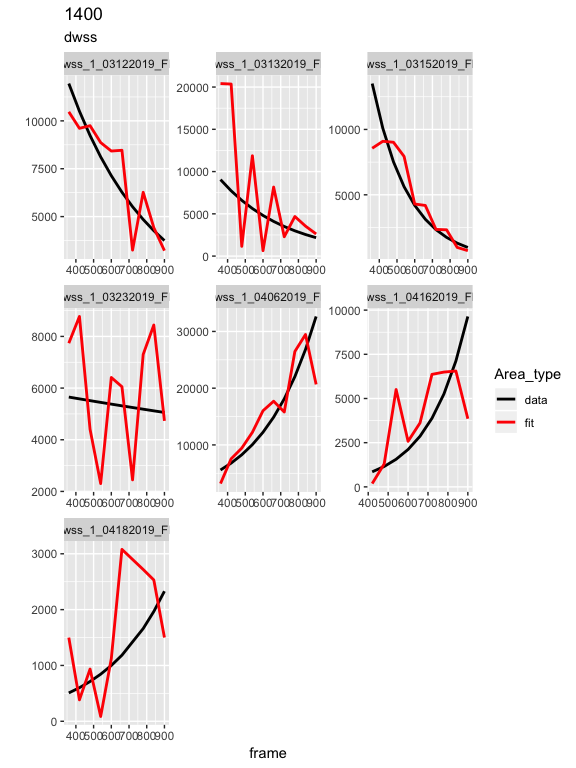 1400
dwss
wss_1_03122019_F
wss_1_03132019_F
wss_1_03152019_F
10000
7500
5000
20000
15000
10000
5000
0
10000
5000
400500600700800900
400500600700800900
400500600700800900
wss_1_03232019_F
wss_1_04062019_F
wss_1_04162019_F
8000
6000
4000
2000
30000
20000
10000
10000
7500
5000
2500
0
400500600700800900
400500600700800900
400500600700800900
Area_type
data
fit
wss_1_04182019_F
3000
2000
1000
0
400500600700800900
frame